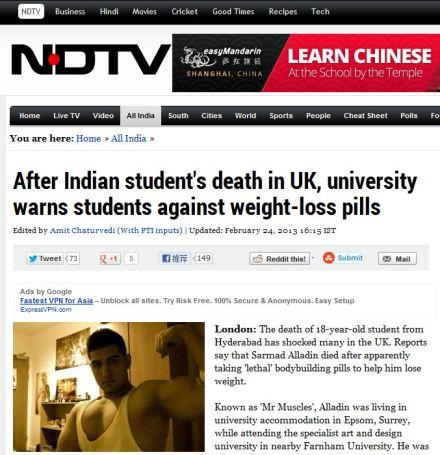 NDTV Business Hindi Movies Cricket Good Times Recipes Tech
NDTV
easyMandarin
SHANGHAI, CHINA
LEARN CHINESE
At the School by the Temple
Home Live TV Video All India South Cities World Sports People Cheat Sheet Polls Fo
You are here: Home » All India »
After Indian student's death in UK, university
warns students against weight-loss pills
Edited by Amit Chaturvedi (With PTI inputs) | Updated: February 24, 2013 16:15 IST
Tweet 73 +1 5 推荐 149 Reddit this! Submit Mail
Ads by Google
Fastest VPN for Asia – Unblock all sites. Try Risk Free. 100% Secure & Anonymous. Easy Setup
ExpressVPN.com
London: The death of 18-year-old student from
Hyderabad has shocked many in the UK. Reports
say that Sarmad Alladin died after apparently
taking 'lethal' bodybuilding pills to help him lose
weight.
Known as 'Mr Muscles', Alladin was living in
university accommodation in Epsom, Surrey,
while attending the specialist art and design
university in nearby Farnham University. He was